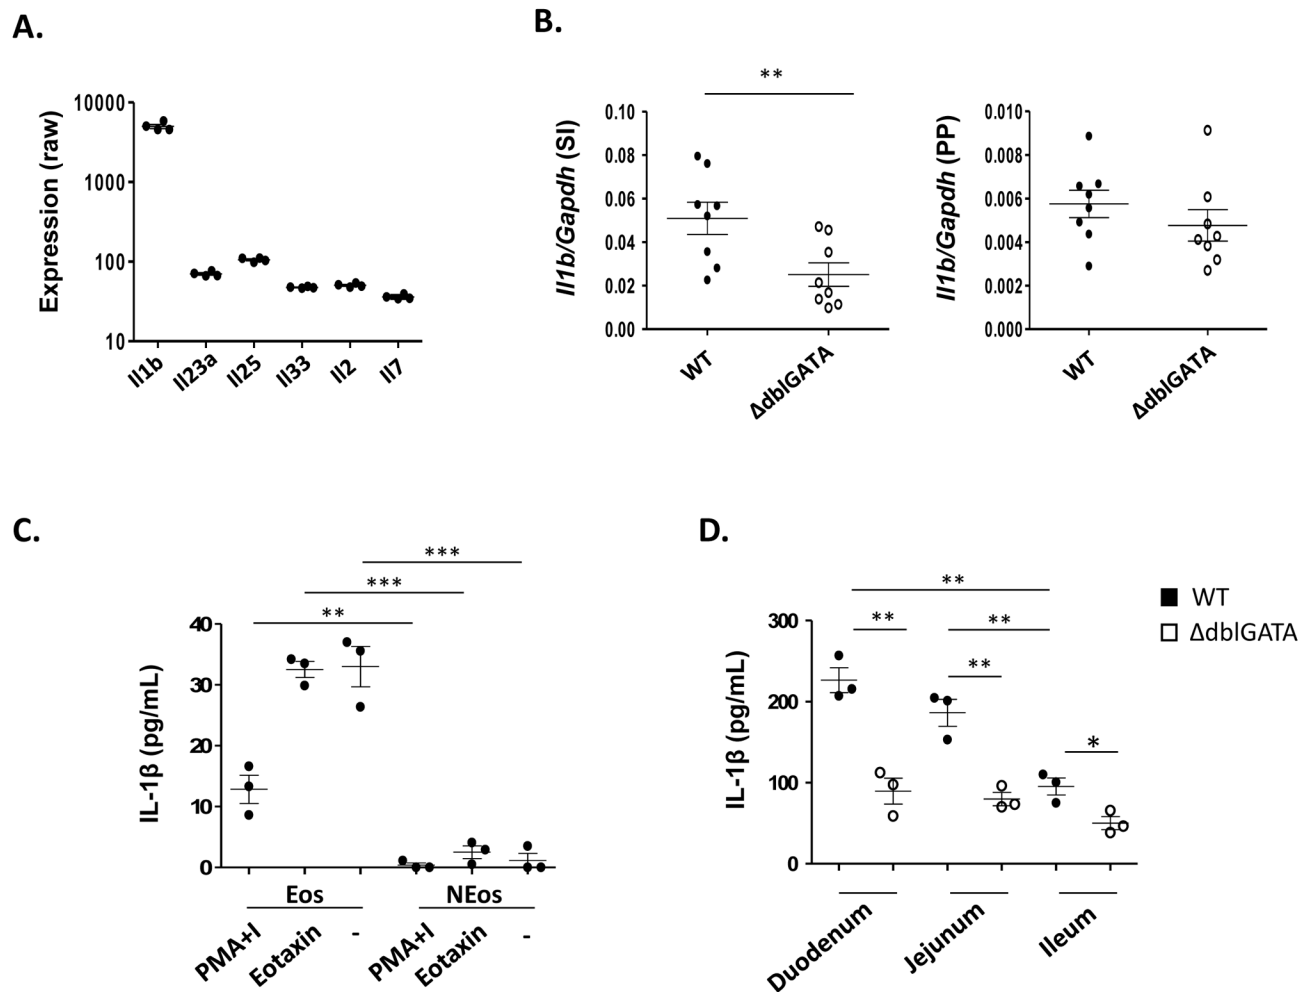 A.
Expression (raw)
10000
1000
100
10
Il1b
Il23a
Il25
Il33
Il2
Il7
B.
**
Il1b/Gapdh (SI)
0.10
0.08
0.06
0.04
0.02
0.00
WT
ΔdblGATA
Il1b/Gapdh (PP)
0.010
0.008
0.006
0.004
0.002
0.000
WT
ΔdblGATA
C.
***
***
**
IL-1β (pg/mL)
40
30
20
10
0
Eos
NEos
PMA+I
Eotaxin
-
PMA+I
Eotaxin
-
D.
**
**
**
**
*
WT
ΔdblGATA
IL-1β (pg/mL)
300
200
100
0
Duodenum
Jejunum
Ileum